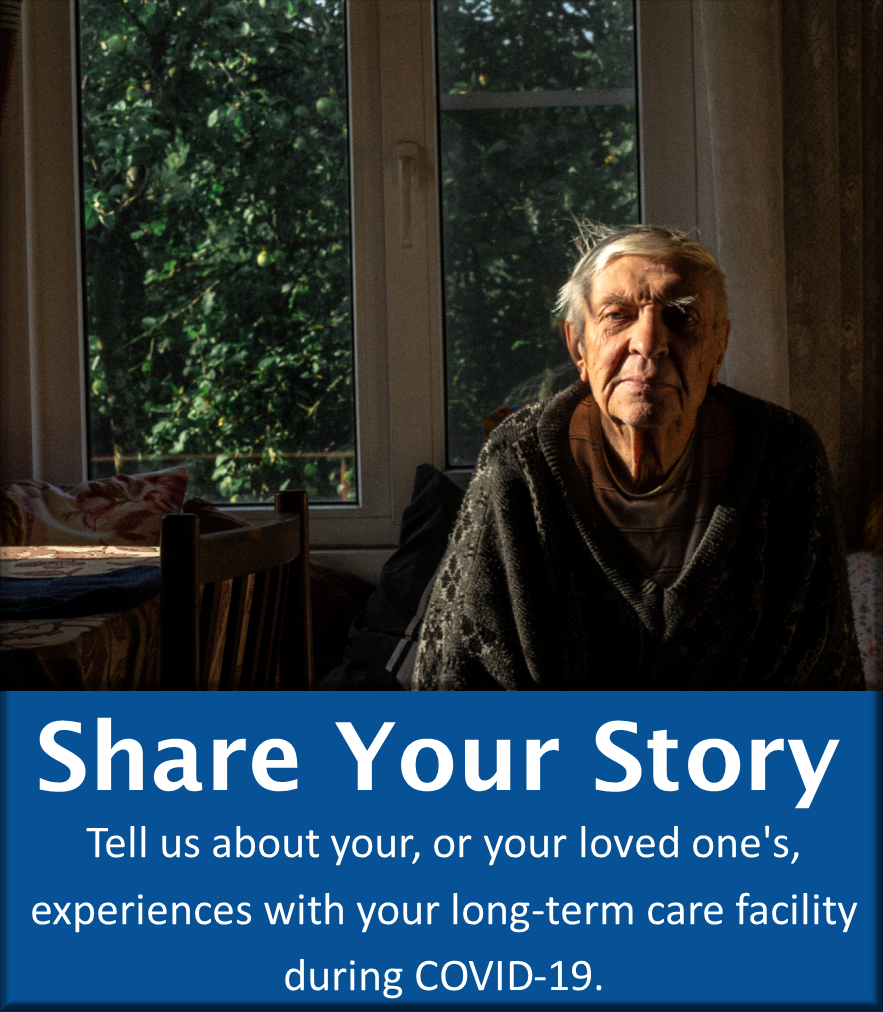 Share Your Story
Tell us about your, or your loved one's,
experiences with your long-term care facility
during COVID-19.